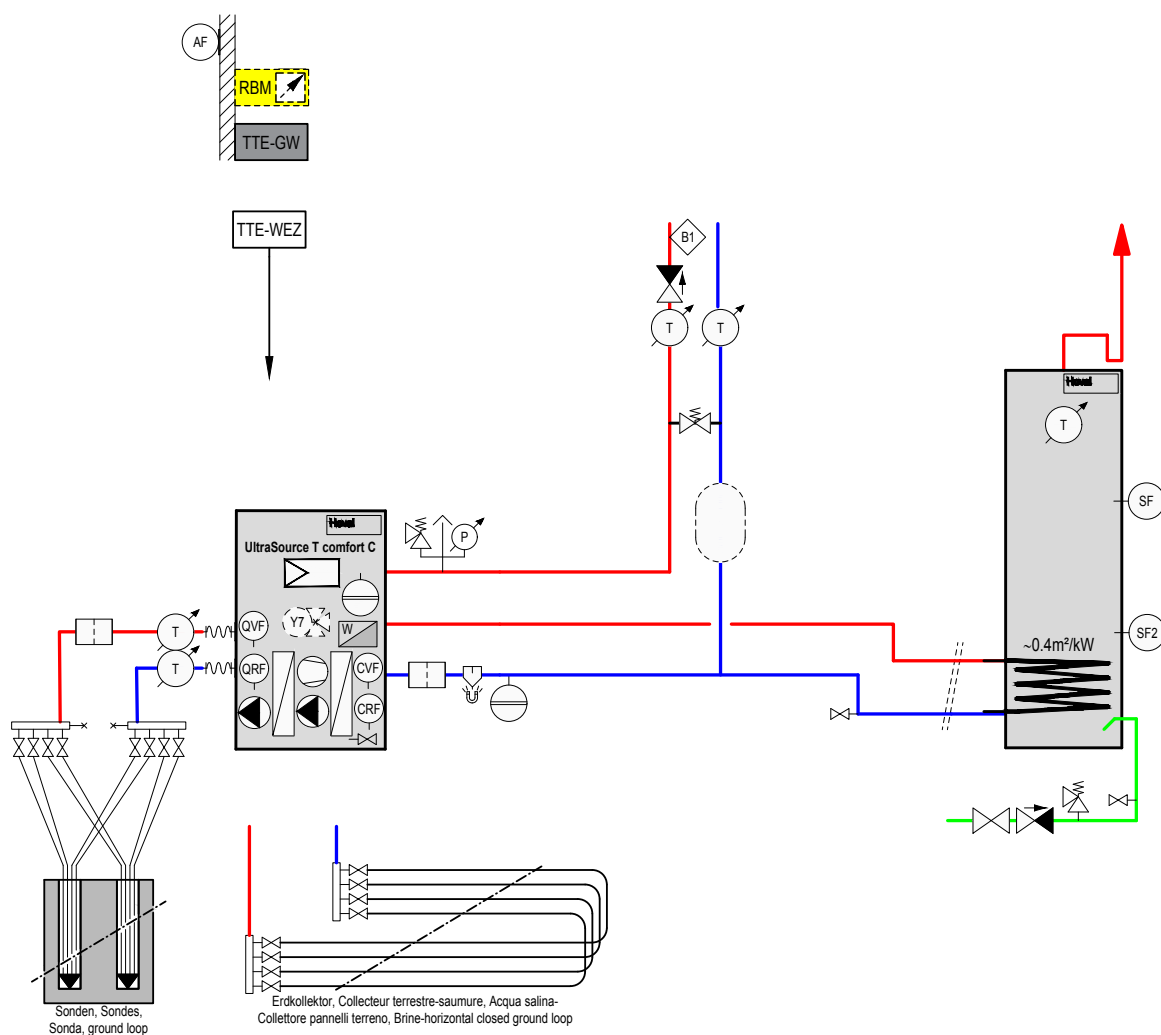 AF
RBM
TTE-GW
TTE-WEZ
B1
T
T
Hoval
T
SF
Hoval
P
UltraSource T comfort C
QVF
Y7
W
T
SF2
~0.4m²/kW
T
QRF
CVF
CRF
Erdkollektor, Collecteur terrestre-saumure, Acqua salina-
Collettore pannelli terreno, Brine-horizontal closed ground loop
Sonden, Sondes,
Sonda, ground loop